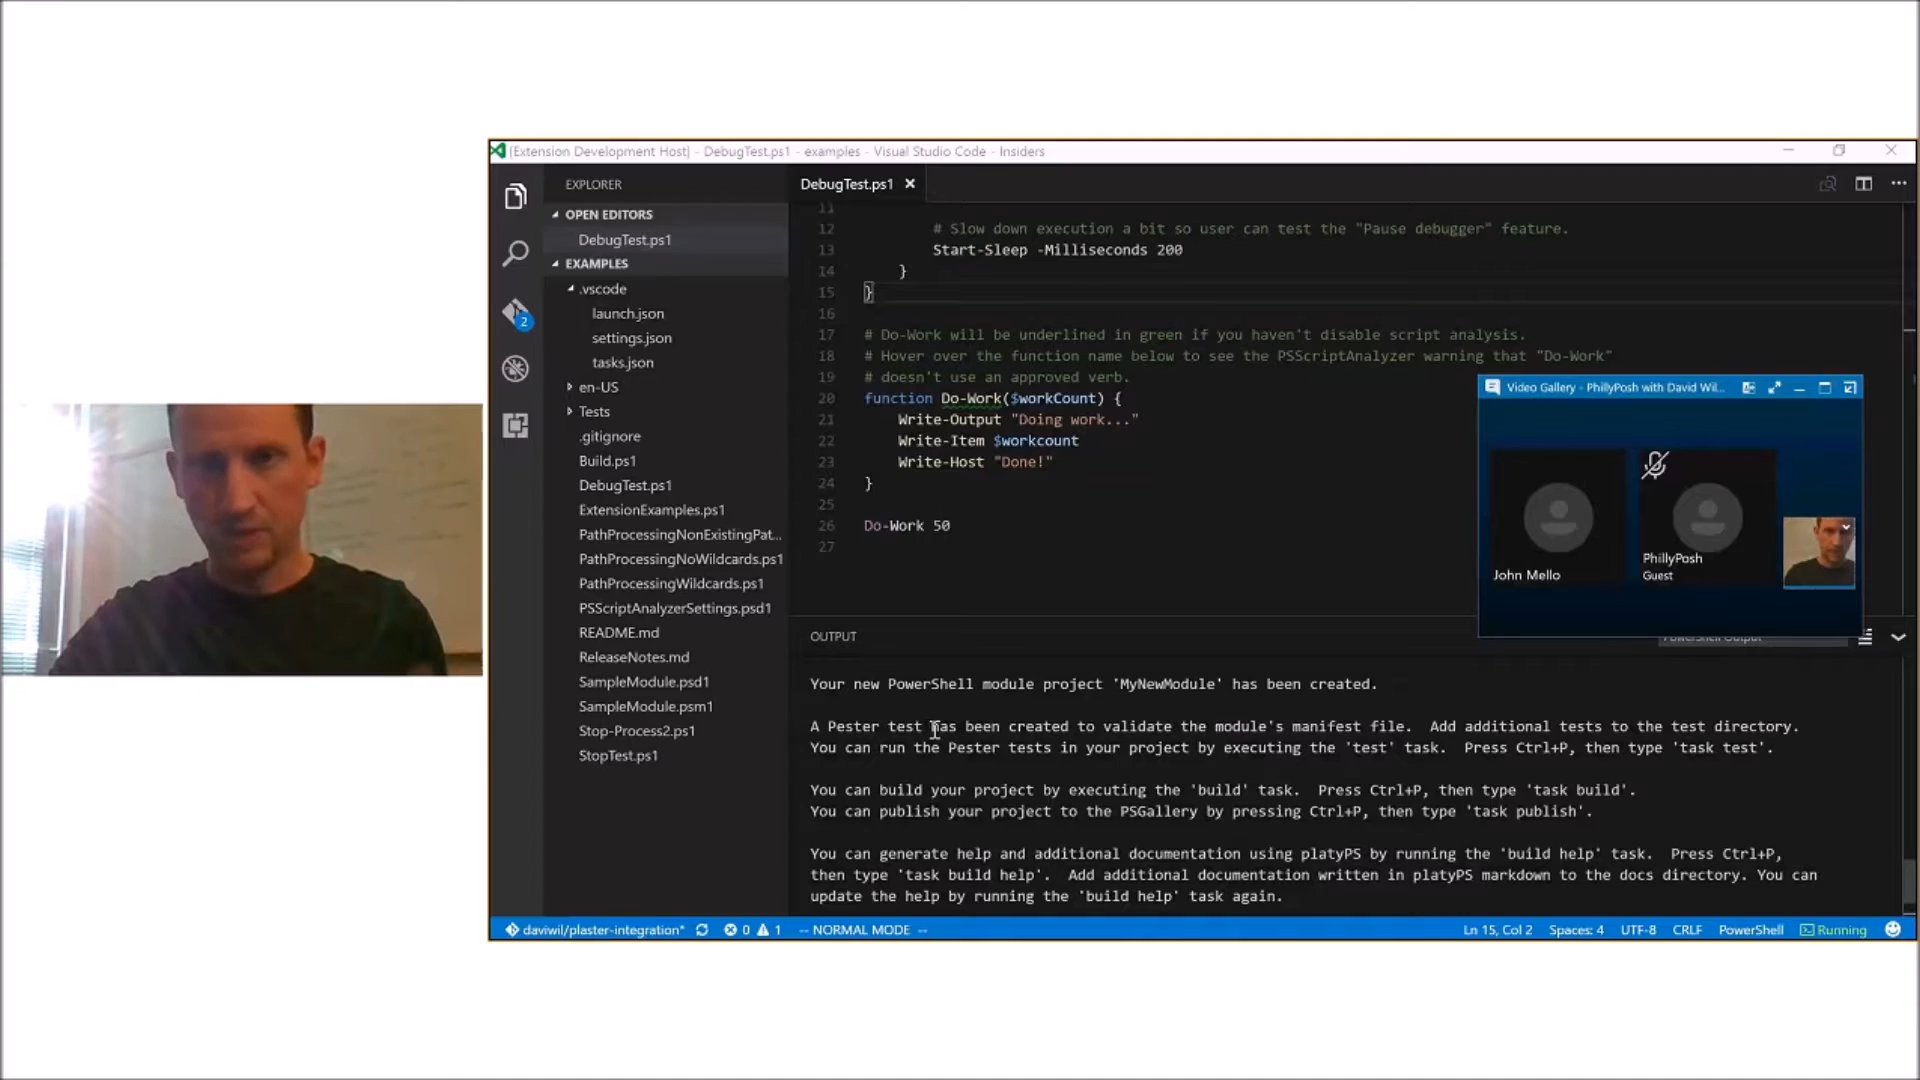 [Extension Development Host] - DebugTest.ps1 - examples - Visual Studio Code - Insiders
EXPLORER
OPEN EDITORS
DebugTest.ps1
EXAMPLES
.vscode
launch.json
settings.json
tasks.json
en-US
Tests
.gitignore
Build.ps1
DebugTest.ps1
ExtensionExamples.ps1
PathProcessingNonExistingPat...
PathProcessingNoWildcards.ps1
PathProcessingWildcards.ps1
PSScriptAnalyzerSettings.psd1
README.md
ReleaseNotes.md
SampleModule.psd1
SampleModule.psm1
Stop-Process2.ps1
StopTest.ps1
2
DebugTest.ps1
11
12 # Slow down execution a bit so user can test the "Pause debugger" feature.
13 Start-Sleep -Milliseconds 200
14 }
15 }
16
17 # Do-Work will be underlined in green if you haven't disable script analysis.
18 # Hover over the function name below to see the PSScriptAnalyzer warning that "Do-Work"
19 # doesn't use an approved verb.
20 function Do-Work($workCount) {
21 Write-Output "Doing work..."
22 Write-Item $workcount
23 Write-Host "Done!"
24 }
25
26 Do-Work 50
27
Video Gallery - PhillyPosh with David Wil...
John Mello
PhillyPosh
Guest
OUTPUT
PowerShell Output
Your new PowerShell module project 'MyNewModule' has been created.
A Pester test has been created to validate the module's manifest file. Add additional tests to the test directory.
You can run the Pester tests in your project by executing the 'test' task. Press Ctrl+P, then type 'task test'.
You can build your project by executing the 'build' task. Press Ctrl+P, then type 'task build'.
You can publish your project to the PSGallery by pressing Ctrl+P, then type 'task publish'.
You can generate help and additional documentation using platyPS by running the 'build help' task. Press Ctrl+P,
then type 'task build help'. Add additional documentation written in platyPS markdown to the docs directory. You can
update the help by running the 'build help' task again.
daviwil/plaster-integration* 0 1 -- NORMAL MODE -- Ln 15, Col 2 Spaces: 4 UTF-8 CRLF PowerShell Running